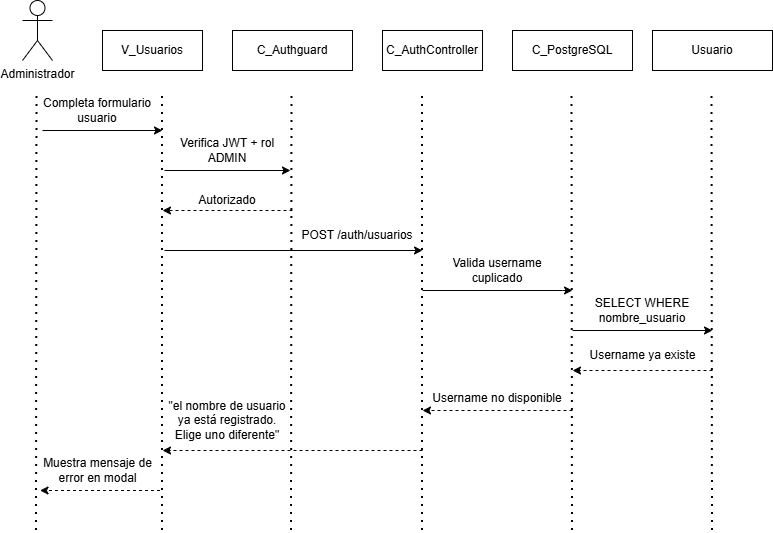 Administrador
V_Usuarios
C_Authguard
C_AuthController
C_PostgreSQL
Usuario
Completa formulario
usuario
Verifica JWT + rol
ADMIN
Autorizado
POST /auth/usuarios
Valida username
cuplicado
SELECT WHERE
nombre_usuario
Username ya existe
Username no disponible
"el nombre de usuario
ya está registrado.
Elige uno diferente"
Muestra mensaje de
error en modal